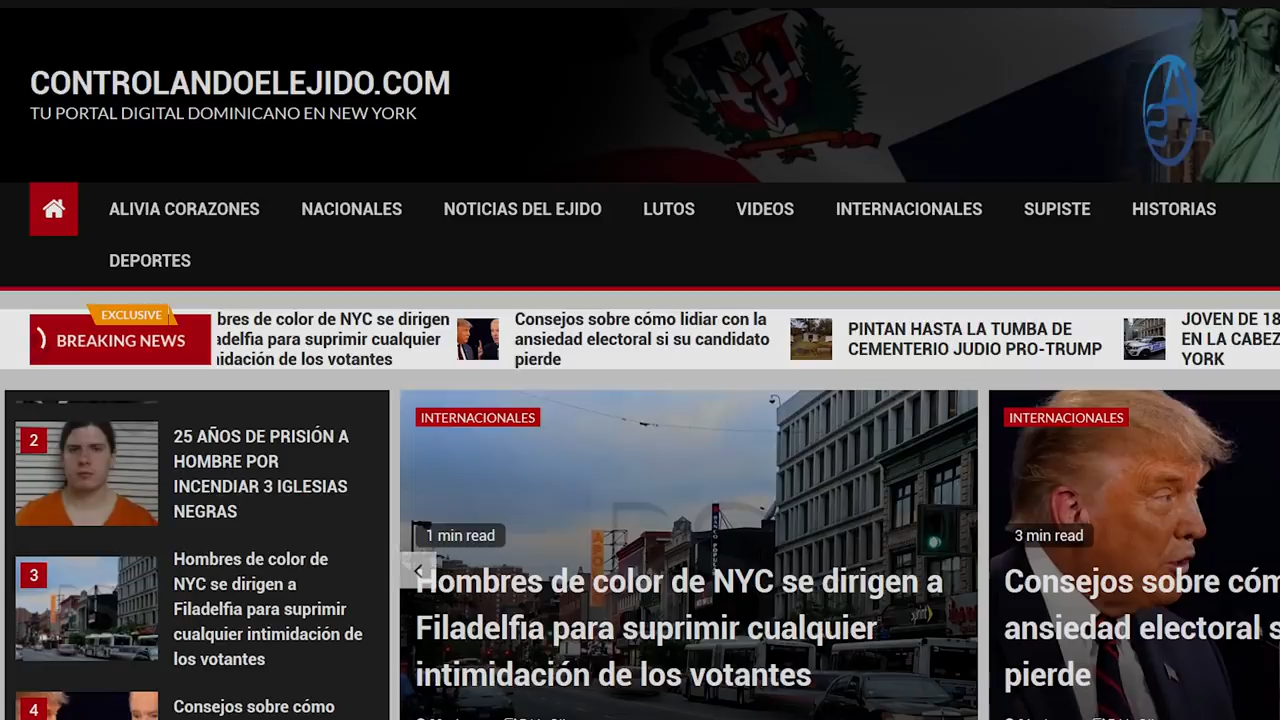 CONTROLANDOELEJIDO.COM
TU PORTAL DIGITAL DOMINICANO EN NEW YORK
ALIVIA CORAZONES
NACIONALES
NOTICIAS DEL EJIDO
LUTOS
VIDEOS
INTERNACIONALES
SUPISTE
HISTORIAS
DEPORTES
EXCLUSIVE
BREAKING NEWS
bres de color de NYC se dirigen
adelfia para suprimir cualquier
idación de los votantes
Consejos sobre cómo lidiar con la
ansiedad electoral si su candidato
pierde
PINTAN HASTA LA TUMBA DE
CEMENTERIO JUDIO PRO-TRUMP
JOVEN DE 18
EN LA CABEZ
YORK
2
25 AÑOS DE PRISIÓN A
HOMBRE POR
INCENDIAR 3 IGLESIAS
NEGRAS
3
Hombres de color de
NYC se dirigen a
Filadelfia para suprimir
cualquier intimidación de
los votantes
4
Consejos sobre cómo
INTERNACIONALES
1 min read
Hombres de color de NYC se dirigen a
Filadelfia para suprimir cualquier
intimidación de los votantes
INTERNACIONALES
3 min read
Consejos sobre cóm
ansiedad electoral s
pierde